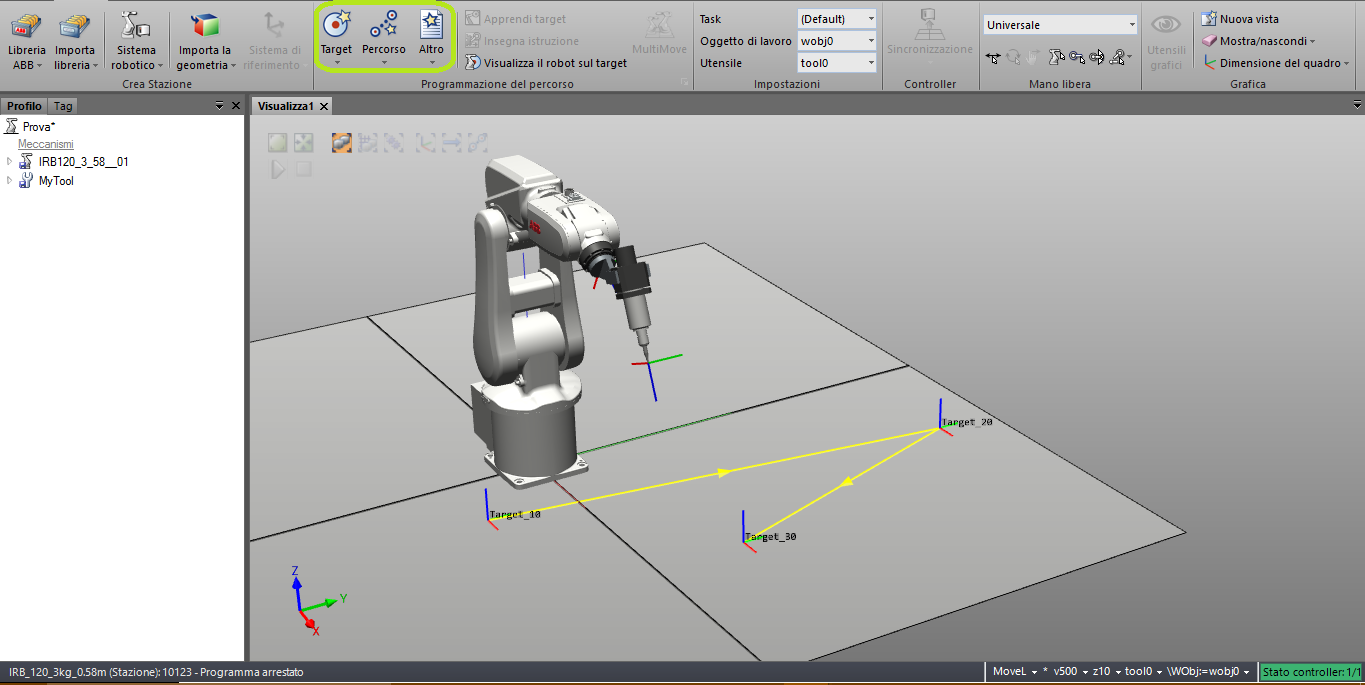 Libreria ABB
Importa libreria
Sistema robotico
Importa la geometria
Sistema di riferimento
Crea Stazione
Target
Percorso
Altro
Apprendi target
Insegna istruzione
Visualizza il robot sul target
MultiMove
Programmazione del percorso
Task
(Default)
Oggetto di lavoro
wobj0
Utensile
tool0
Impostazioni
Sincronizzazione
Controller
Universale
Mano libera
Utensili grafici
Nuova vista
Mostra/nascondi
Dimensione del quadro
Grafica
Profilo
Tag
Visualizza1
Prova*
Meccanismi
IRB120_3_58__01
MyTool
ABB
Target_20
Target_10
Target_30
Z
Y
X
IRB_120_3kg_0.58m (Stazione): 10123 - Programma arrestato
MoveL * v500 z10 tool0 \WObj:=wobj0
Stato controller: 1/1